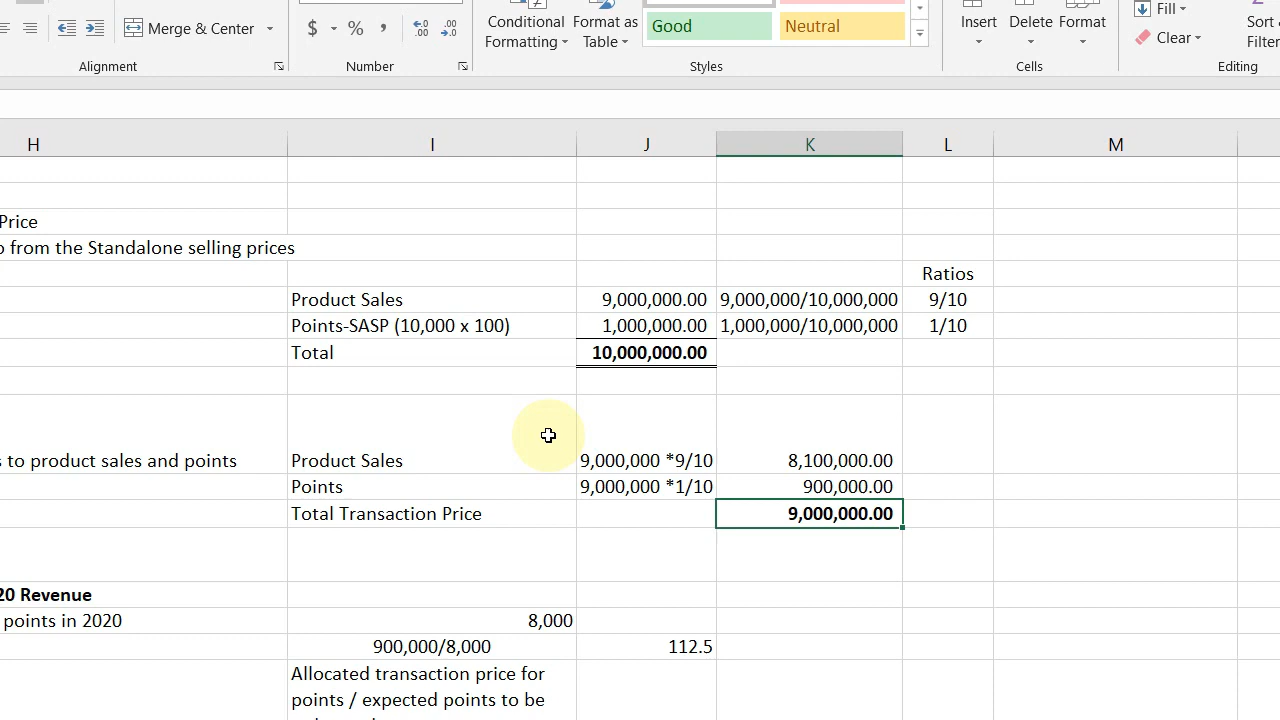 $ % , Conditional Format as Good Neutral Insert Delete Format Fill Sort
Merge & Center Formatting Table Clear Filter
Alignment Number Styles Cells Editing
H I J K L M
Price
from the Standalone selling prices
Ratios
Product Sales 9,000,000.00 9,000,000/10,000,000 9/10
Points-SASP (10,000 x 100) 1,000,000.00 1,000,000/10,000,000 1/10
Total 10,000,000.00
to product sales and points Product Sales 9,000,000 *9/10 8,100,000.00
Points 9,000,000 *1/10 900,000.00
Total Transaction Price 9,000,000.00
20 Revenue
points in 2020 8,000
900,000/8,000 112.5
Allocated transaction price for
points / expected points to be